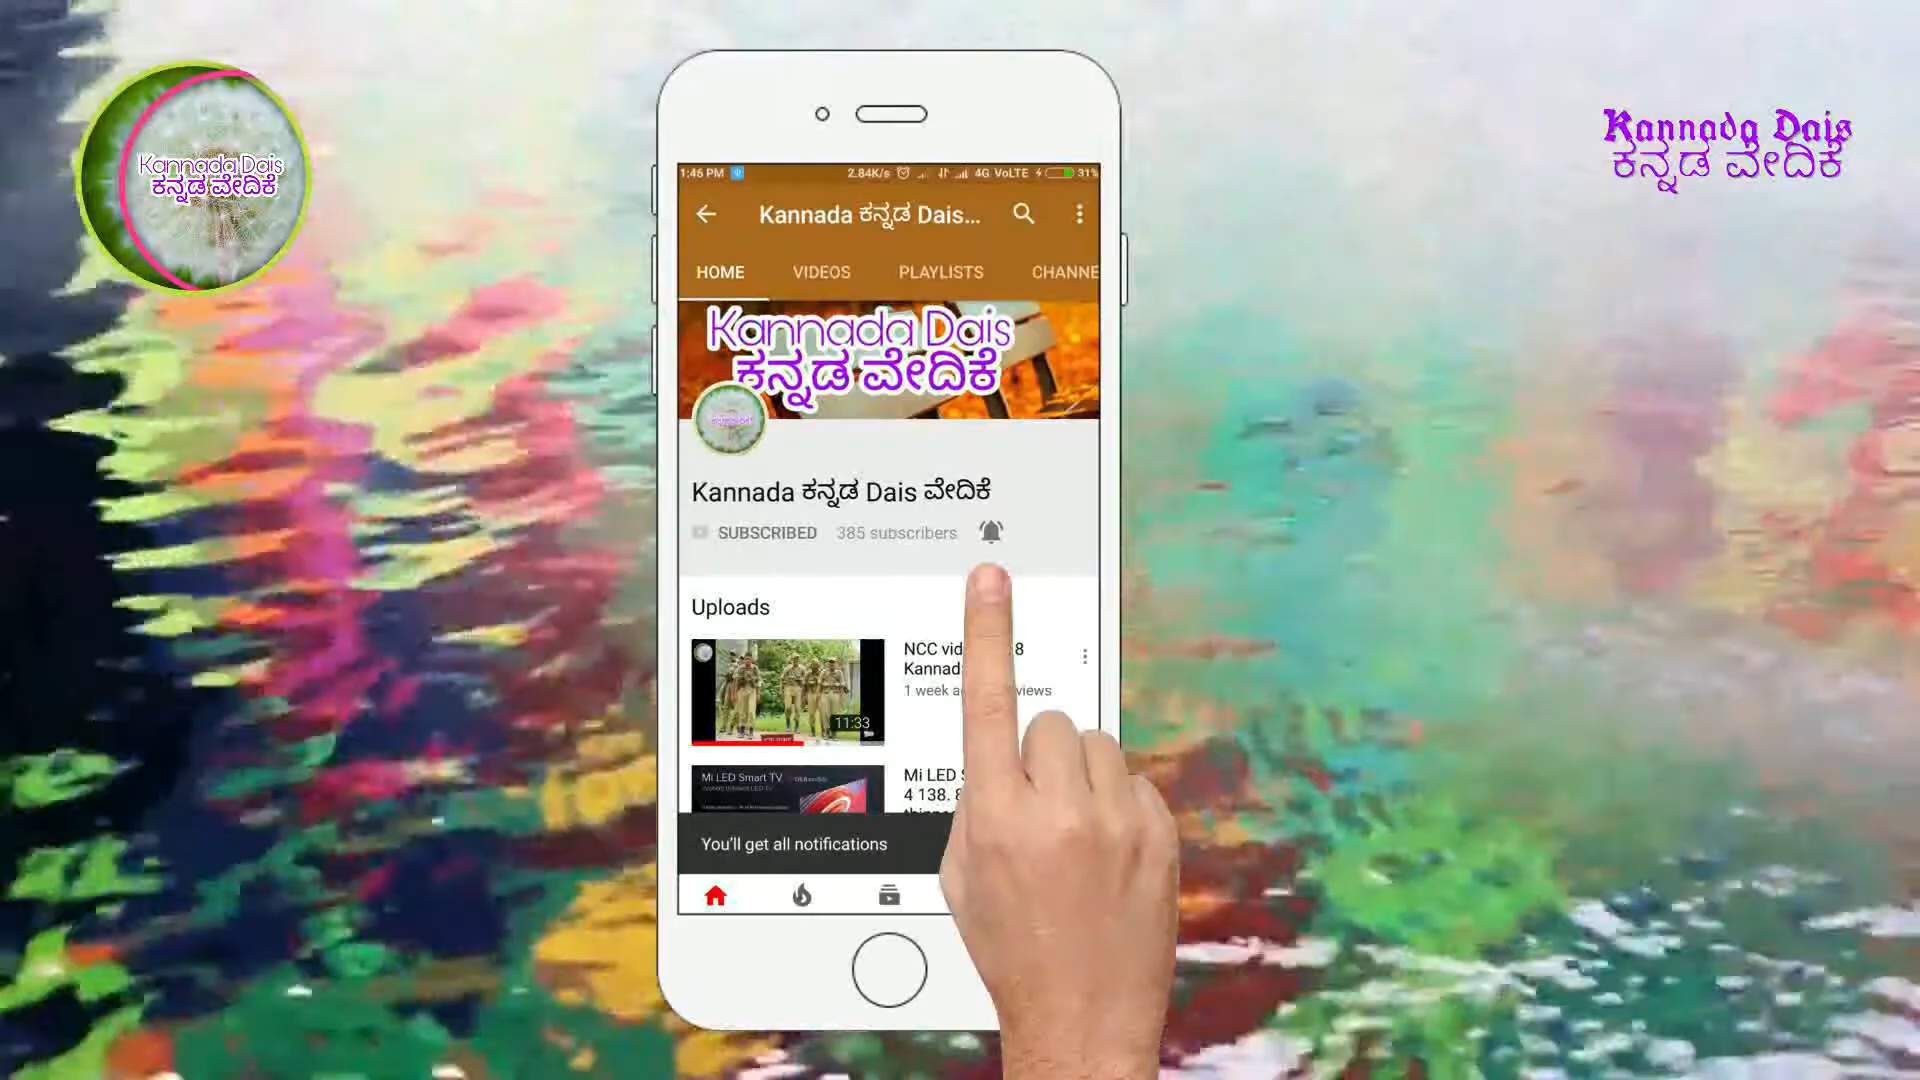 Kannada Dais
ಕನ್ನಡ ವೇದಿಕೆ
Kannada Dais
ಕನ್ನಡ ವೇದಿಕೆ
1:46 PM 2.84K/s 4G VoLTE 31%
Kannada ಕನ್ನಡ Dais...
HOME VIDEOS PLAYLISTS CHANNE
Kannada Dais
ಕನ್ನಡ ವೇದಿಕೆ
Kannada ಕನ್ನಡ Dais ವೇದಿಕೆ
SUBSCRIBED 385 subscribers
Uploads
NCC 8
1 week views
11:33
Mi LED Smart TV
Mi LED
4 138.
You'll get all notifications